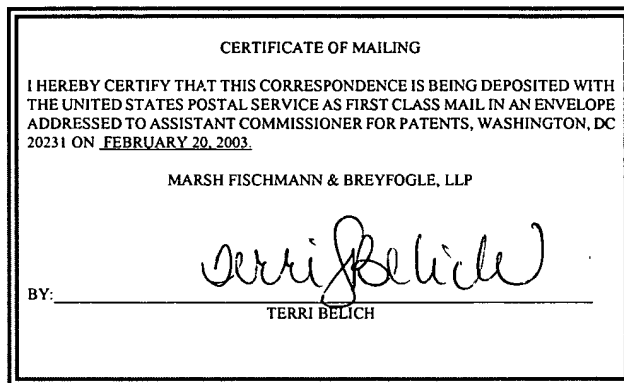 CERTIFICATE OF MAILING
I HEREBY CERTIFY THAT THIS CORRESPONDENCE IS BEING DEPOSITED WITH
THE UNITED STATES POSTAL SERVICE AS FIRST CLASS MAIL IN AN ENVELOPE
ADDRESSED TO ASSISTANT COMMISSIONER FOR PATENTS, WASHINGTON, DC
20231 ON FEBRUARY 20, 2003.
MARSH FISCHMANN & BREYFOGLE, LLP
Terri J Belich
BY:
TERRI BELICH